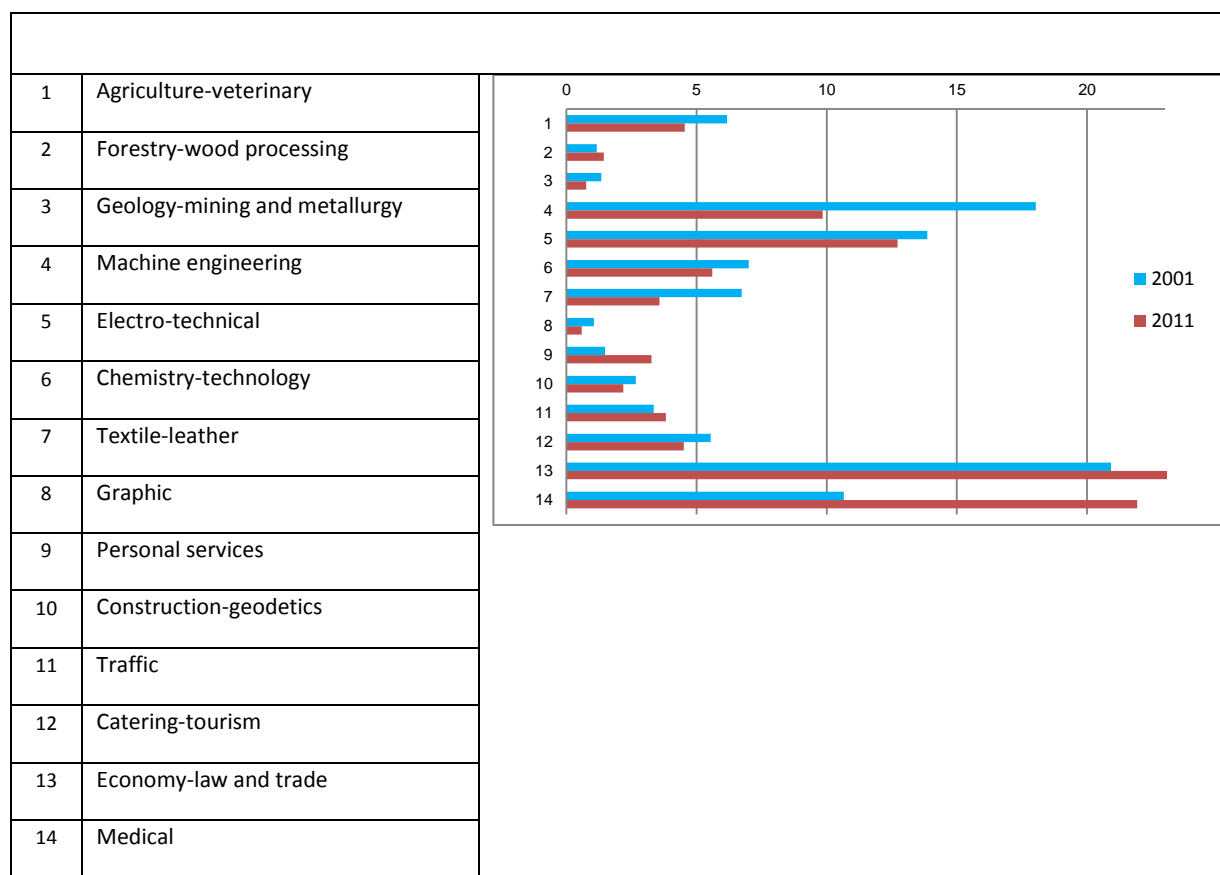 1 Agriculture-veterinary
2 Forestry-wood processing
3 Geology-mining and metallurgy
4 Machine engineering
5 Electro-technical
6 Chemistry-technology
7 Textile-leather
8 Graphic
9 Personal services
10 Construction-geodetics
11 Traffic
12 Catering-tourism
13 Economy-law and trade
14 Medical
0 5 10 15 20
1
2
3
4
5
6
7
8
9
10
11
12
13
14
2001
2011